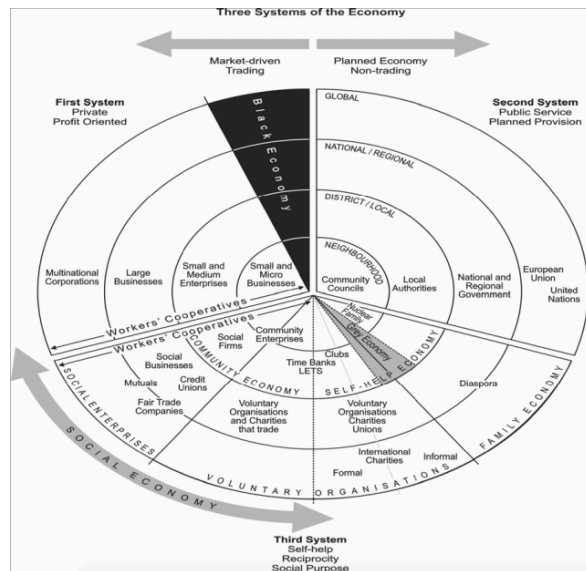 Three Systems of the Economy
Market-driven
Trading
Planned Economy
Non-trading
First System
Private
Profit Oriented
Second System
Public Service
Planned Provision
Black Economy
GLOBAL
NATIONAL / REGIONAL
DISTRICT / LOCAL
NEIGHBOURHOOD
Multinational
Corporations
Large
Businesses
Small and
Medium
Enterprises
Small and
Micro
Businesses
Community
Councils
Local
Authorities
National and
Regional
Government
European
Union
United
Nations
Workers' Cooperatives
Workers' Cooperatives
Nuclear
Family
Grey Economy
Social
Firms
Community
Enterprises
Clubs
Time Banks
LETS
Social
Businesses
Mutuals
Credit
Unions
Fair Trade
Companies
COMMUNITY ECONOMY
SELF-HELP ECONOMY
Diaspora
SOCIAL ENTERPRISES
FAMILY ECONOMY
Voluntary
Organisations
and Charities
that trade
Voluntary
Organisations
Charities
Unions
International
Charities
Informal
Formal
VOLUNTARY ORGANISATIONS
SOCIAL ECONOMY
Third System
Self-help
Reciprocity
Social Purpose